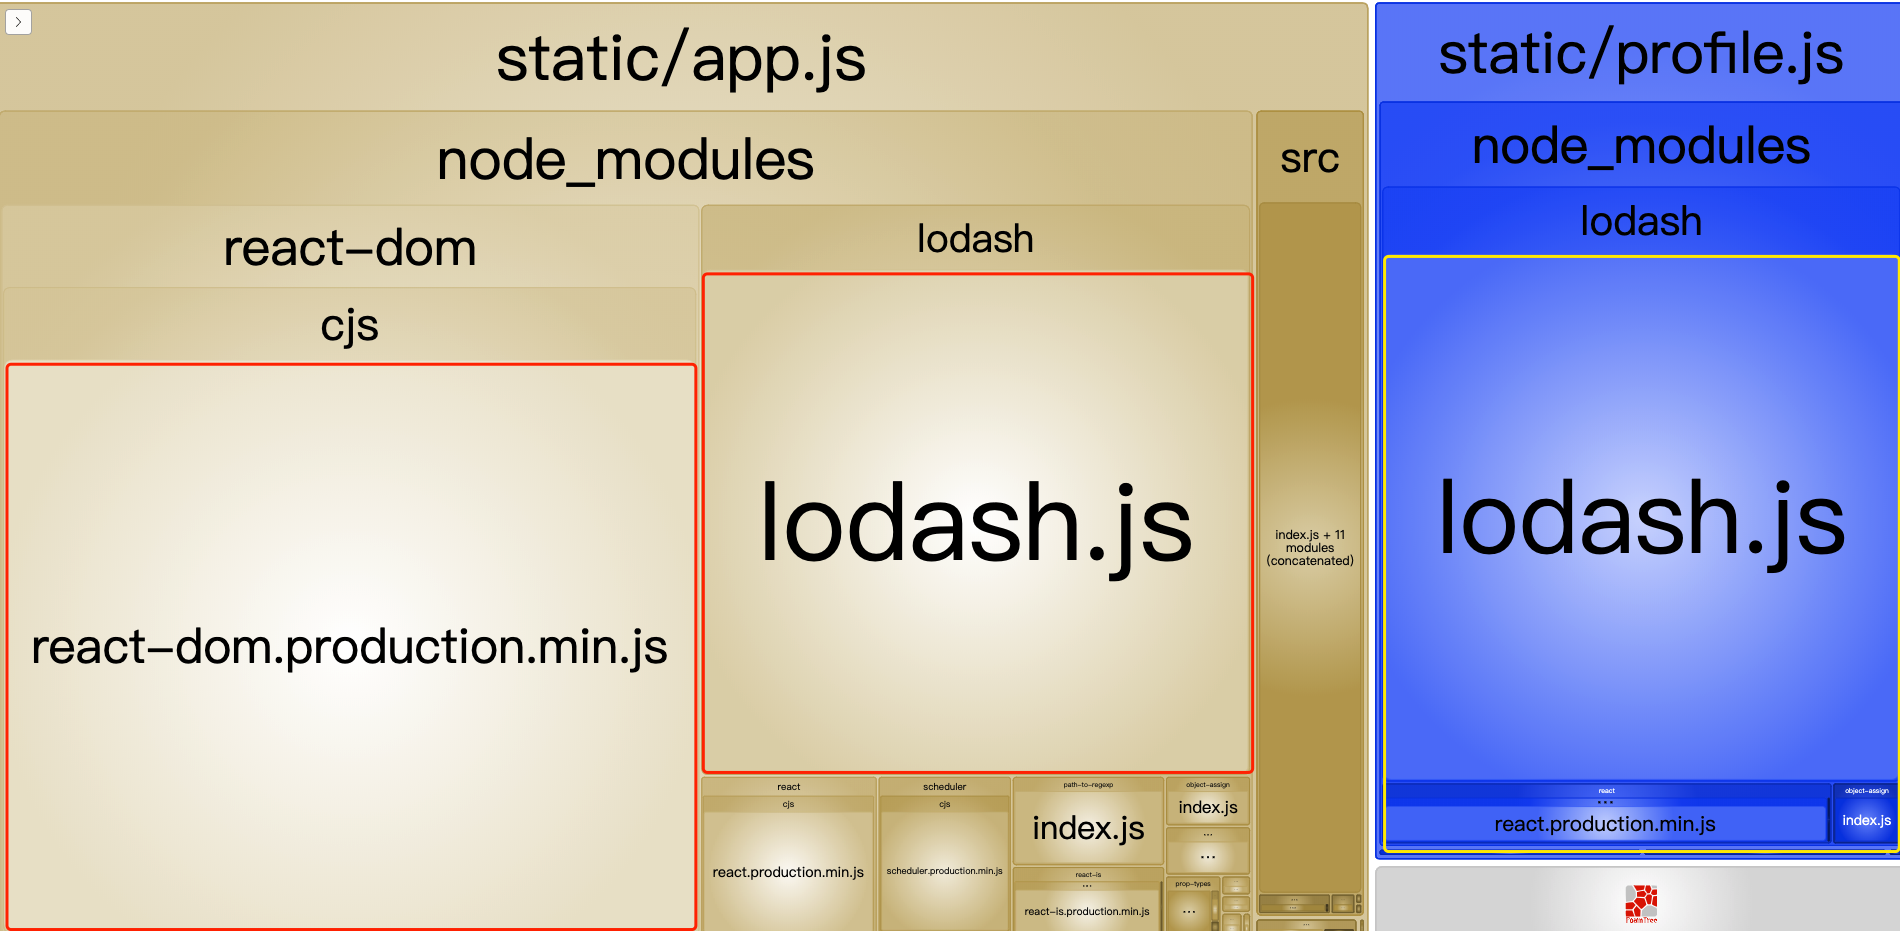 static/app.js
node_modules
react-dom
cjs
react-dom.production.min.js
lodash
lodash.js
react
cjs
react.production.min.js
scheduler
cjs
scheduler.production.min.js
path-to-regexp
index.js
react-is
...
react-is.production.min.js
object-assign
index.js
...
...
prop-types
...
src
index.js + 11
modules
(concatenated)
static/profile.js
node_modules
lodash
lodash.js
react
...
react.production.min.js
object-assign
index.js
FoamTree